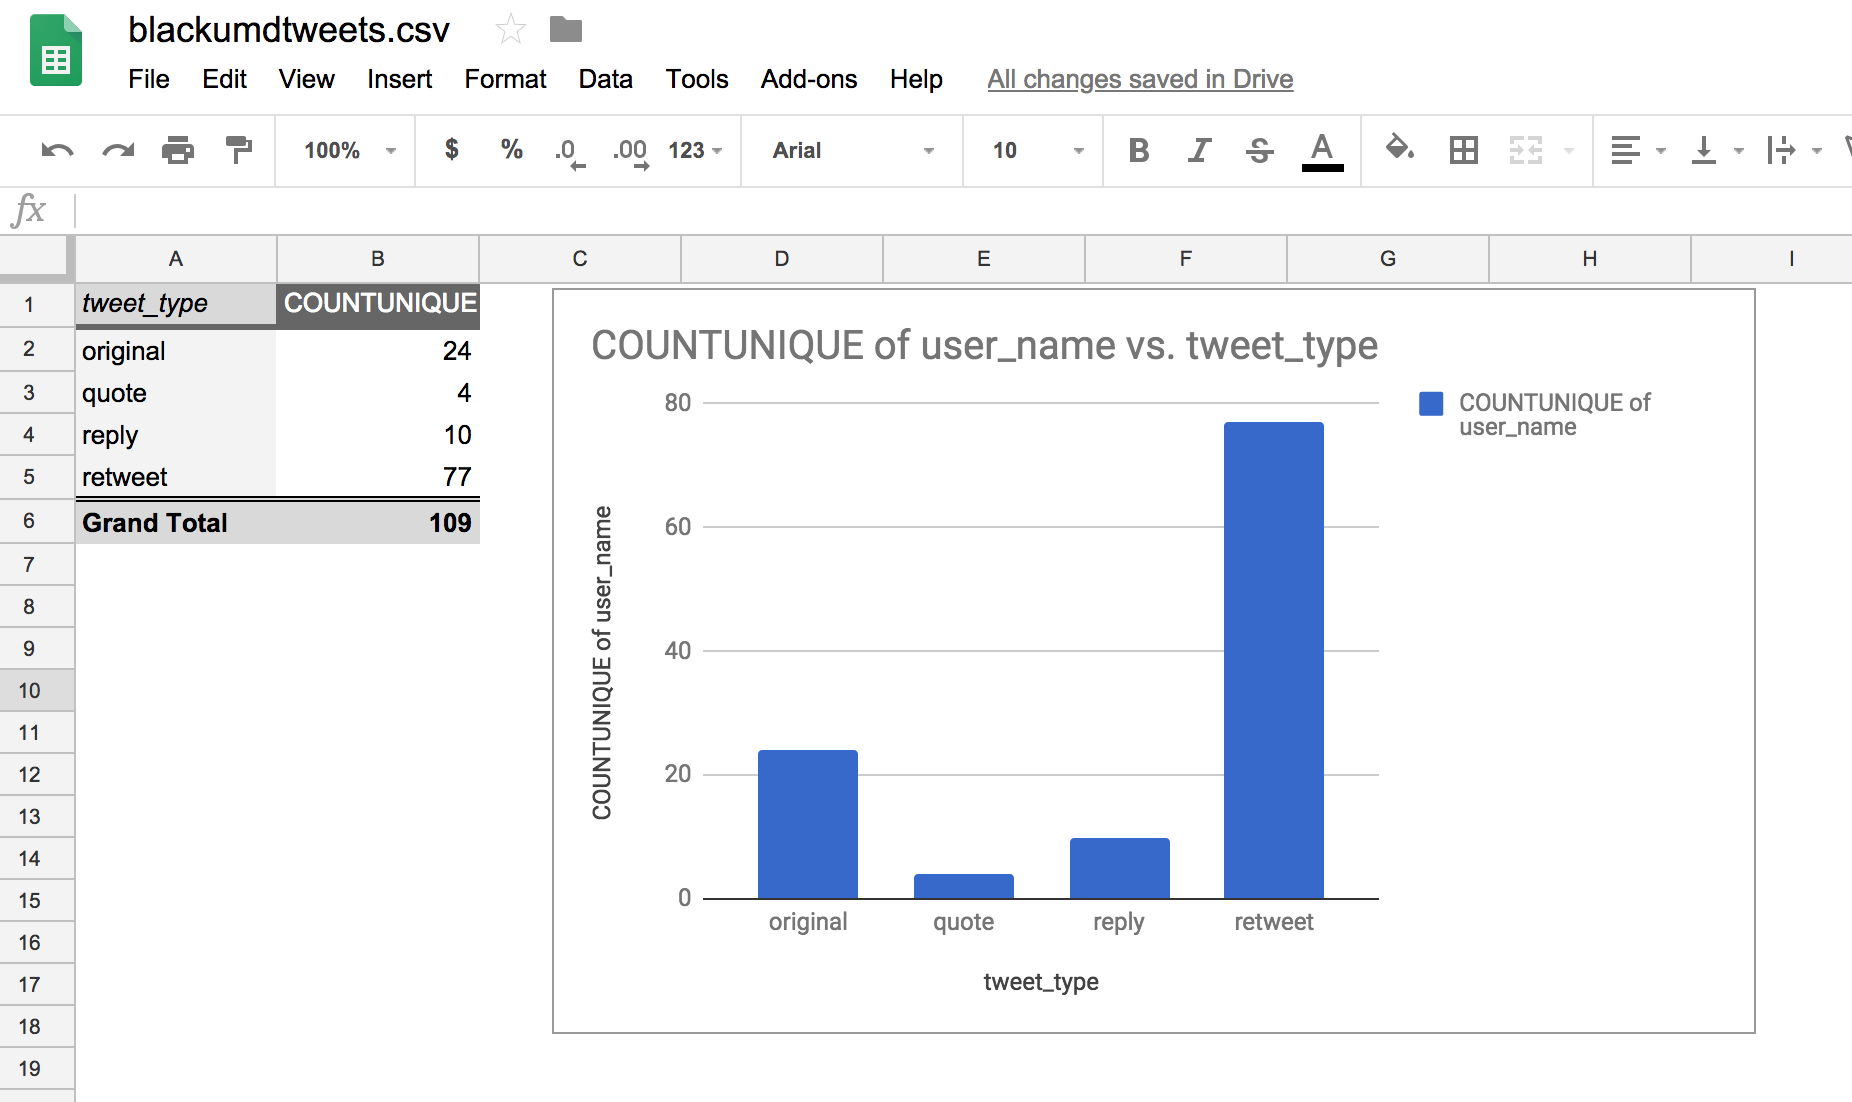 blackumdtweets.csv
File Edit View Insert Format Data Tools Add-ons Help All changes saved in Drive
100% $ % .0 .00 123 Arial 10 B I S A
fx
A B C D E F G H I
1 tweet_type COUNTUNIQUE
2 original 24
3 quote 4
4 reply 10
5 retweet 77
6 Grand Total 109
7
8
9
10
11
12
13
14
15
16
17
18
19
COUNTUNIQUE of user_name vs. tweet_type
COUNTUNIQUE of user_name
80
60
40
20
0
original quote reply retweet
tweet_type
COUNTUNIQUE of
user_name